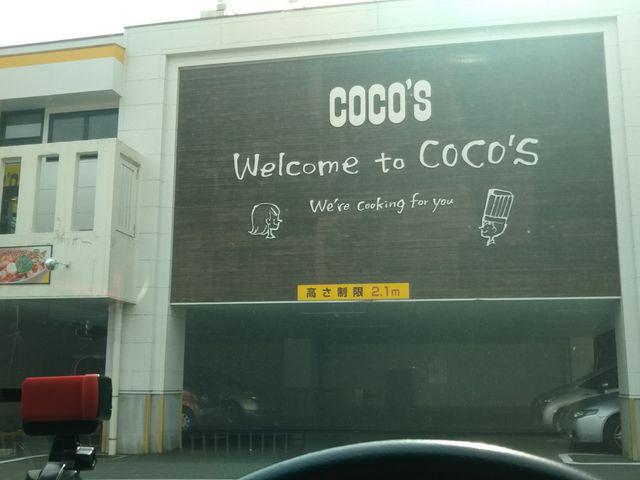 COCO'S
Welcome to COCO'S
We're cooking for you
高さ制限 2.1m